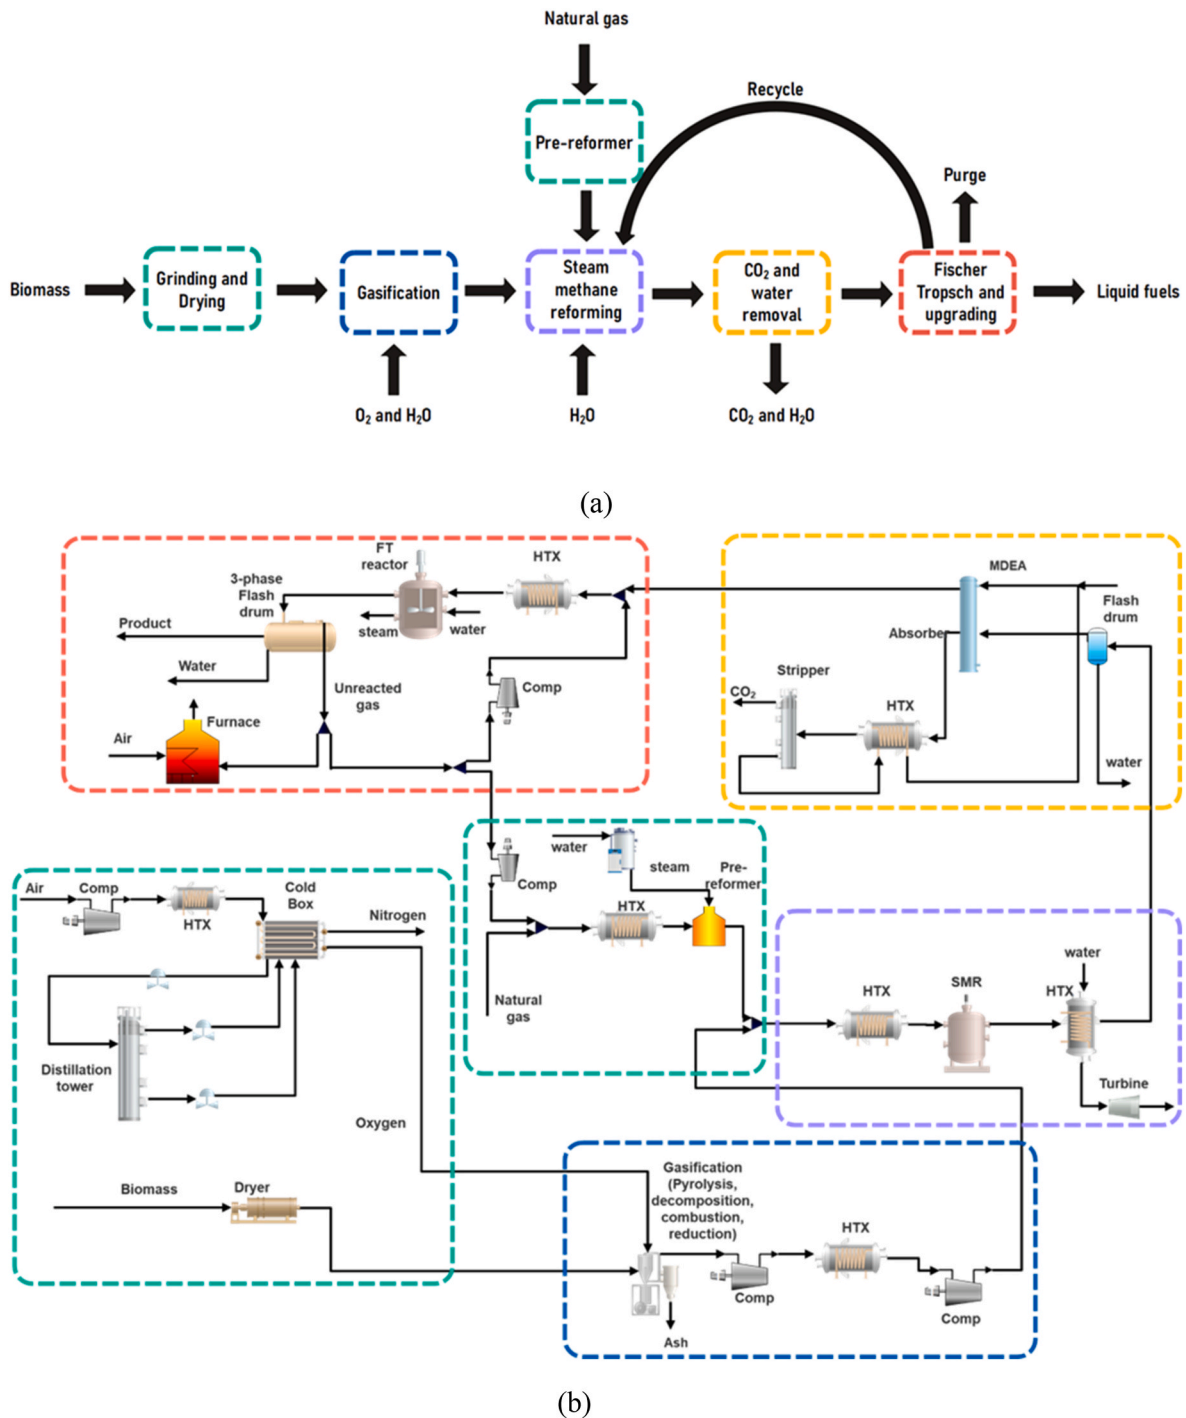 Natural gas
Recycle
Pre-reformer
Purge
Biomass
Grinding and
Drying
Gasification
Steam
methane
reforming
CO₂ and
water
removal
Fischer
Tropsch and
upgrading
Liquid fuels
O₂ and H₂O
H₂O
CO₂ and H₂O
(a)
FT
reactor
HTX
3-phase
Flash
drum
steam
water
Product
Water
Unreacted
gas
Comp
Furnace
Air
MDEA
Flash
drum
Absorber
Stripper
CO₂
HTX
water
water
steam
Pre-
reformer
Comp
HTX
Natural
gas
Air
Comp
HTX
Cold
Box
Nitrogen
Distillation
tower
Oxygen
Biomass
Dryer
water
HTX
SMR
HTX
Turbine
Gasification
(Pyrolysis,
decomposition,
combustion,
reduction)
HTX
Comp
Comp
Ash
(b)